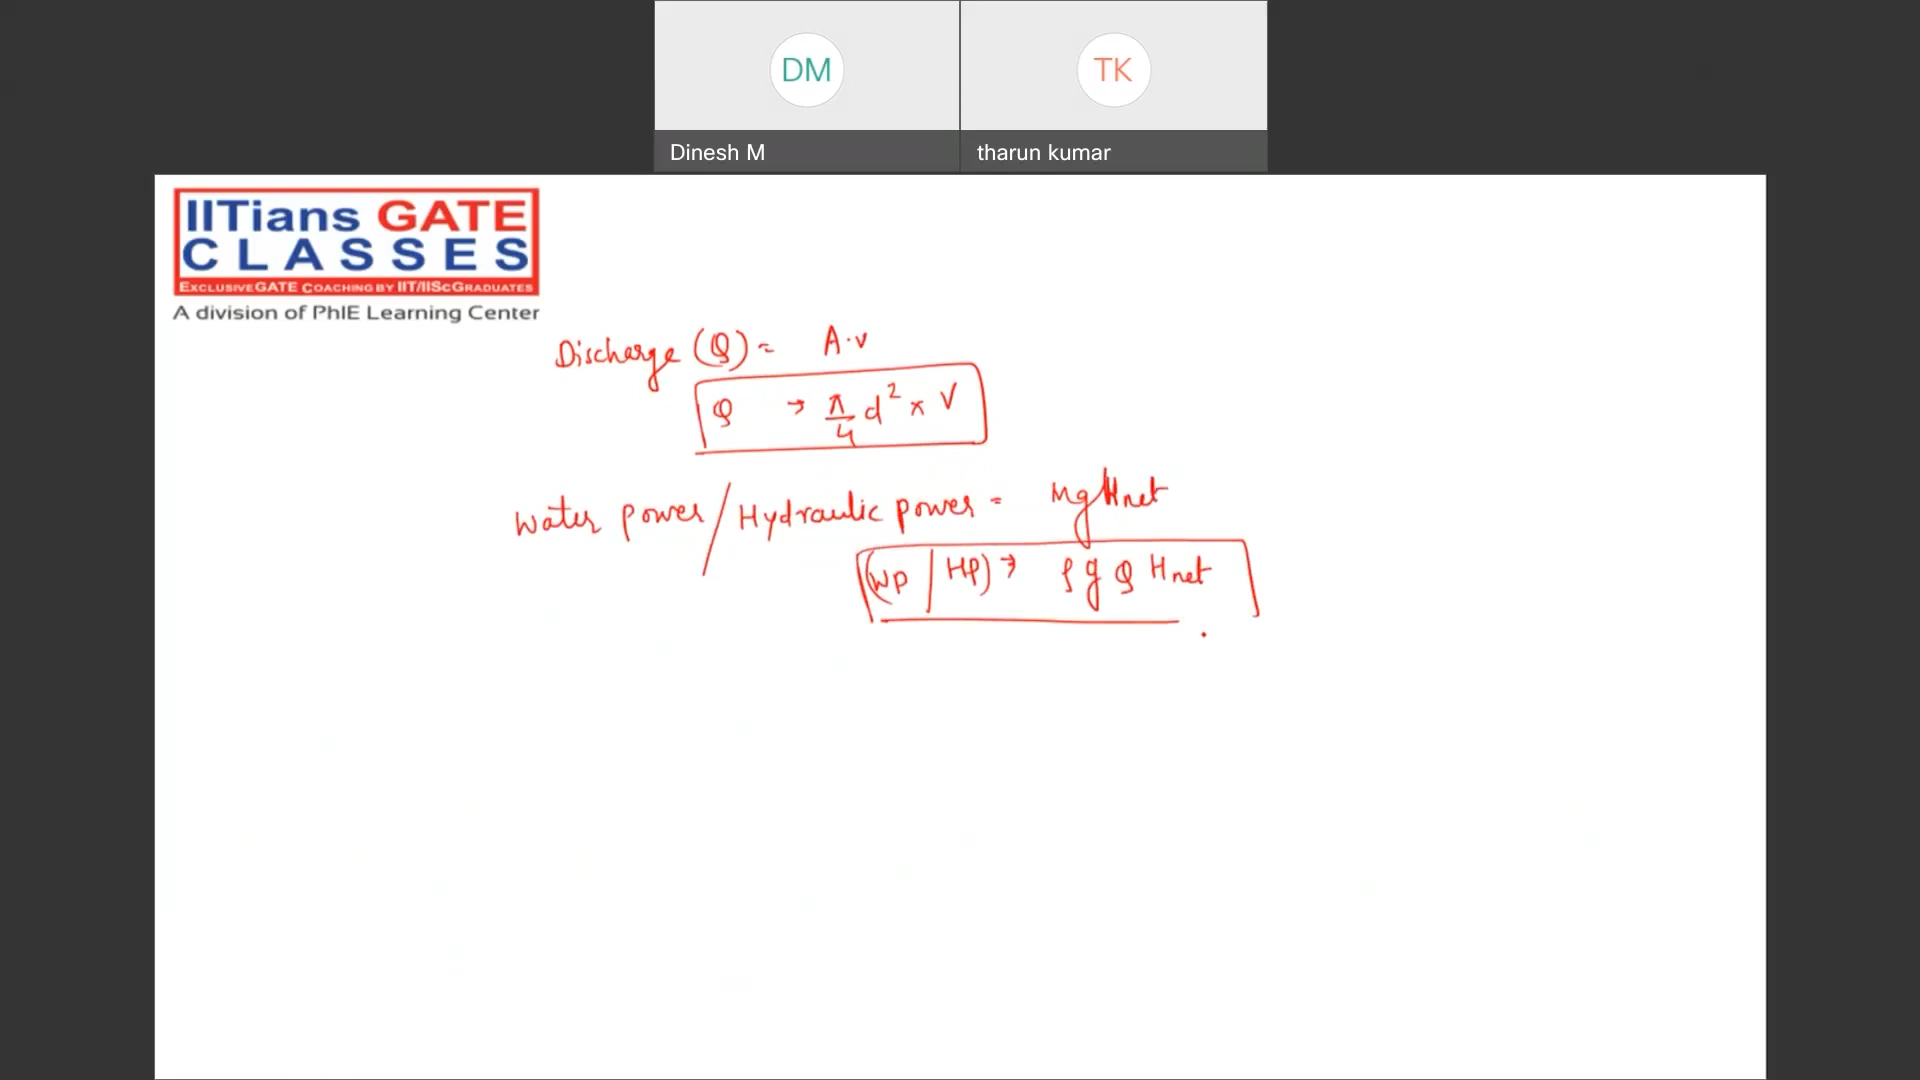 DM
TK
Dinesh M
tharun kumar
IITians GATE
CLASSES
EXCLUSIVE GATE COACHING BY IIT/IISc GRADUATES
A division of PhIE Learning Center
Discharge (Q) = A·v
Q → π/4 d² × V
Water power / Hydraulic power = mgHnet
(WP / HP) → ρ g Q Hnet